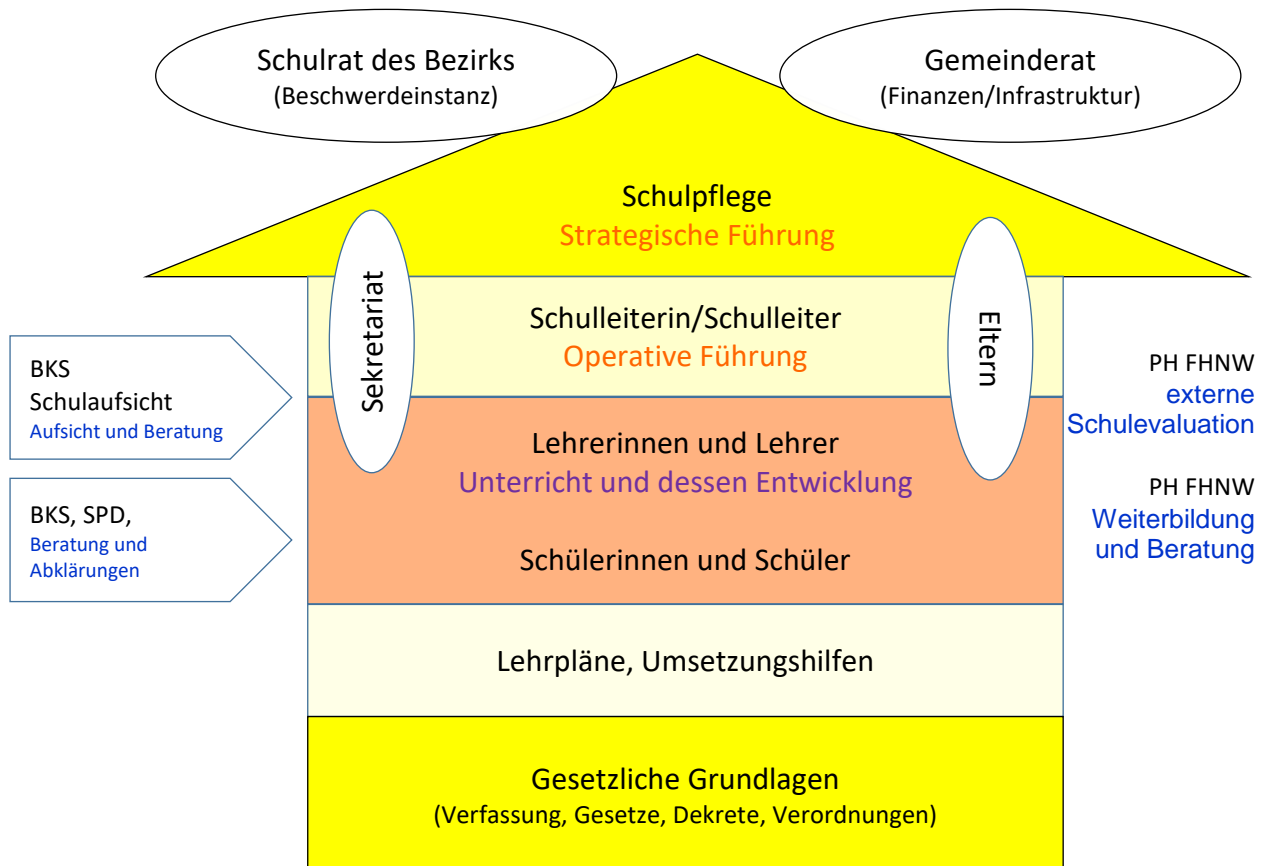 Schulrat des Bezirks
(Beschwerdeinstanz)
Gemeinderat
(Finanzen/Infrastruktur)
Schulpflege
Strategische Führung
Sekretariat
Eltern
Schulleiterin/Schulleiter
Operative Führung
BKS
Schulaufsicht
Aufsicht und Beratung
PH FHNW
externe
Schulevaluation
Lehrerinnen und Lehrer
Unterricht und dessen Entwicklung
BKS, SPD,
Beratung und
Abklärungen
PH FHNW
Weiterbildung
und Beratung
Schülerinnen und Schüler
Lehrpläne, Umsetzungshilfen
Gesetzliche Grundlagen
(Verfassung, Gesetze, Dekrete, Verordnungen)